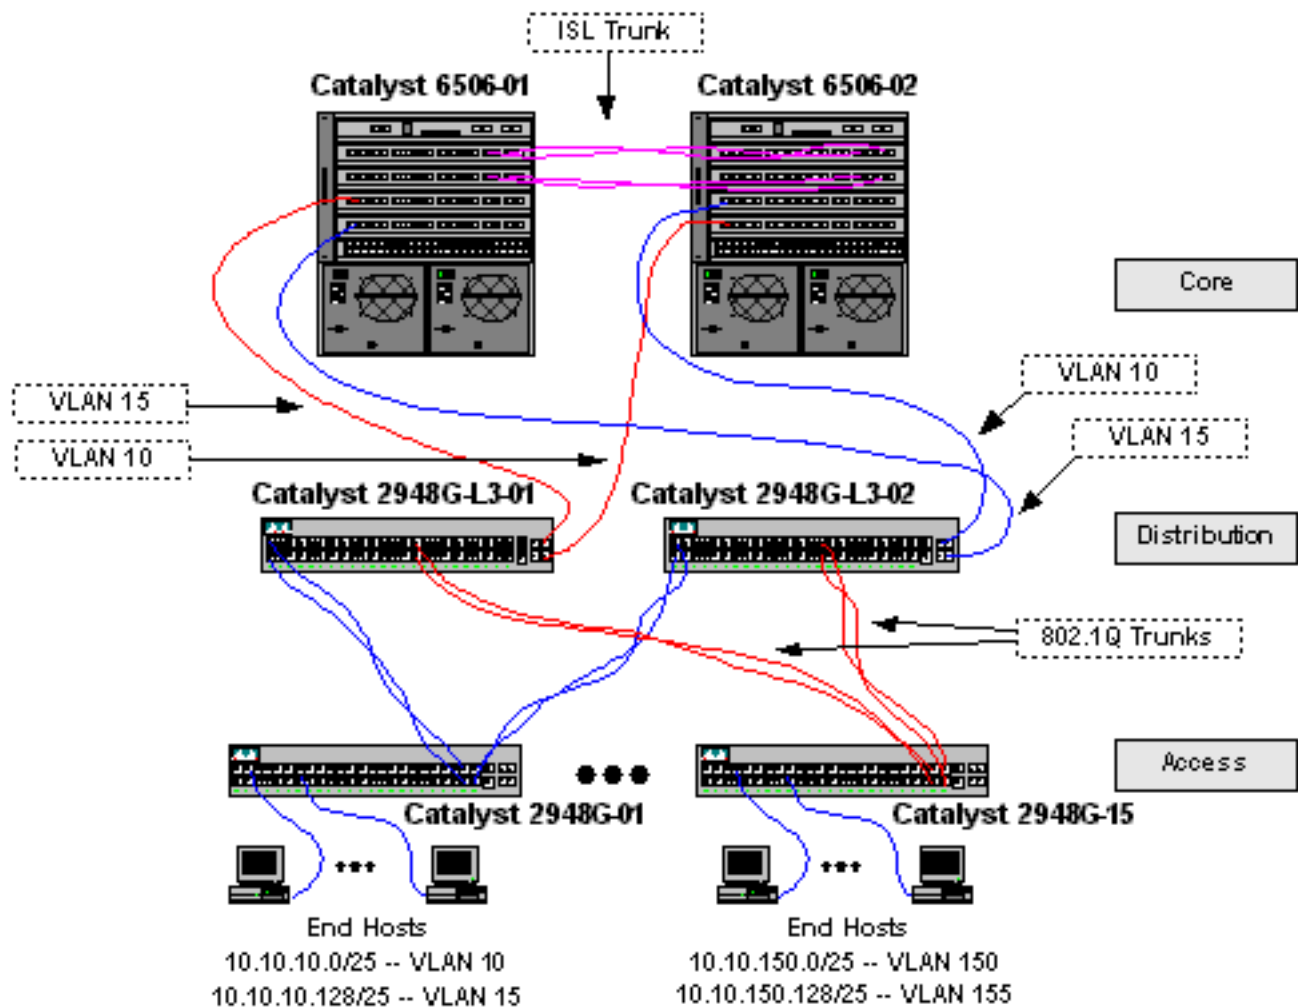 ISL Trunk
Catalyst 6506-01
Catalyst 6506-02
Core
VLAN 10
VLAN 15
VLAN 15
VLAN 10
Catalyst 2948G-L3-01
Catalyst 2948G-L3-02
Distribution
802.1Q Trunks
Access
Catalyst 2948G-01
Catalyst 2948G-15
End Hosts
10.10.10.0/25 -- VLAN 10
10.10.10.128/25 -- VLAN 15
End Hosts
10.10.150.0/25 -- VLAN 150
10.10.150.128/25 -- VLAN 155